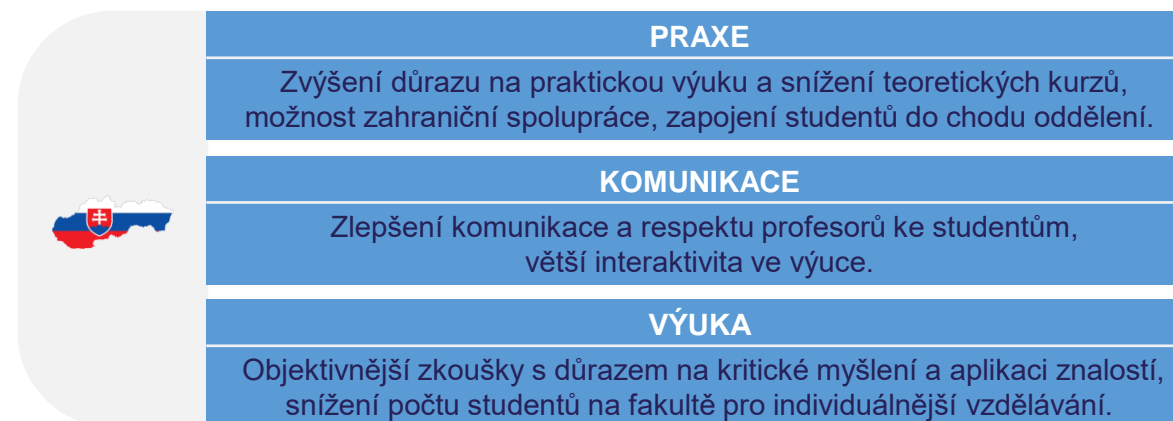 PRAXE
Zvýšení důrazu na praktickou výuku a snížení teoretických kurzů,
možnost zahraniční spolupráce, zapojení studentů do chodu oddělení.
KOMUNIKACE
Zlepšení komunikace a respektu profesorů ke studentům,
větší interaktivita ve výuce.
VÝUKA
Objektivnější zkoušky s důrazem na kritické myšlení a aplikaci znalostí,
snížení počtu studentů na fakultě pro individuálnější vzdělávání.